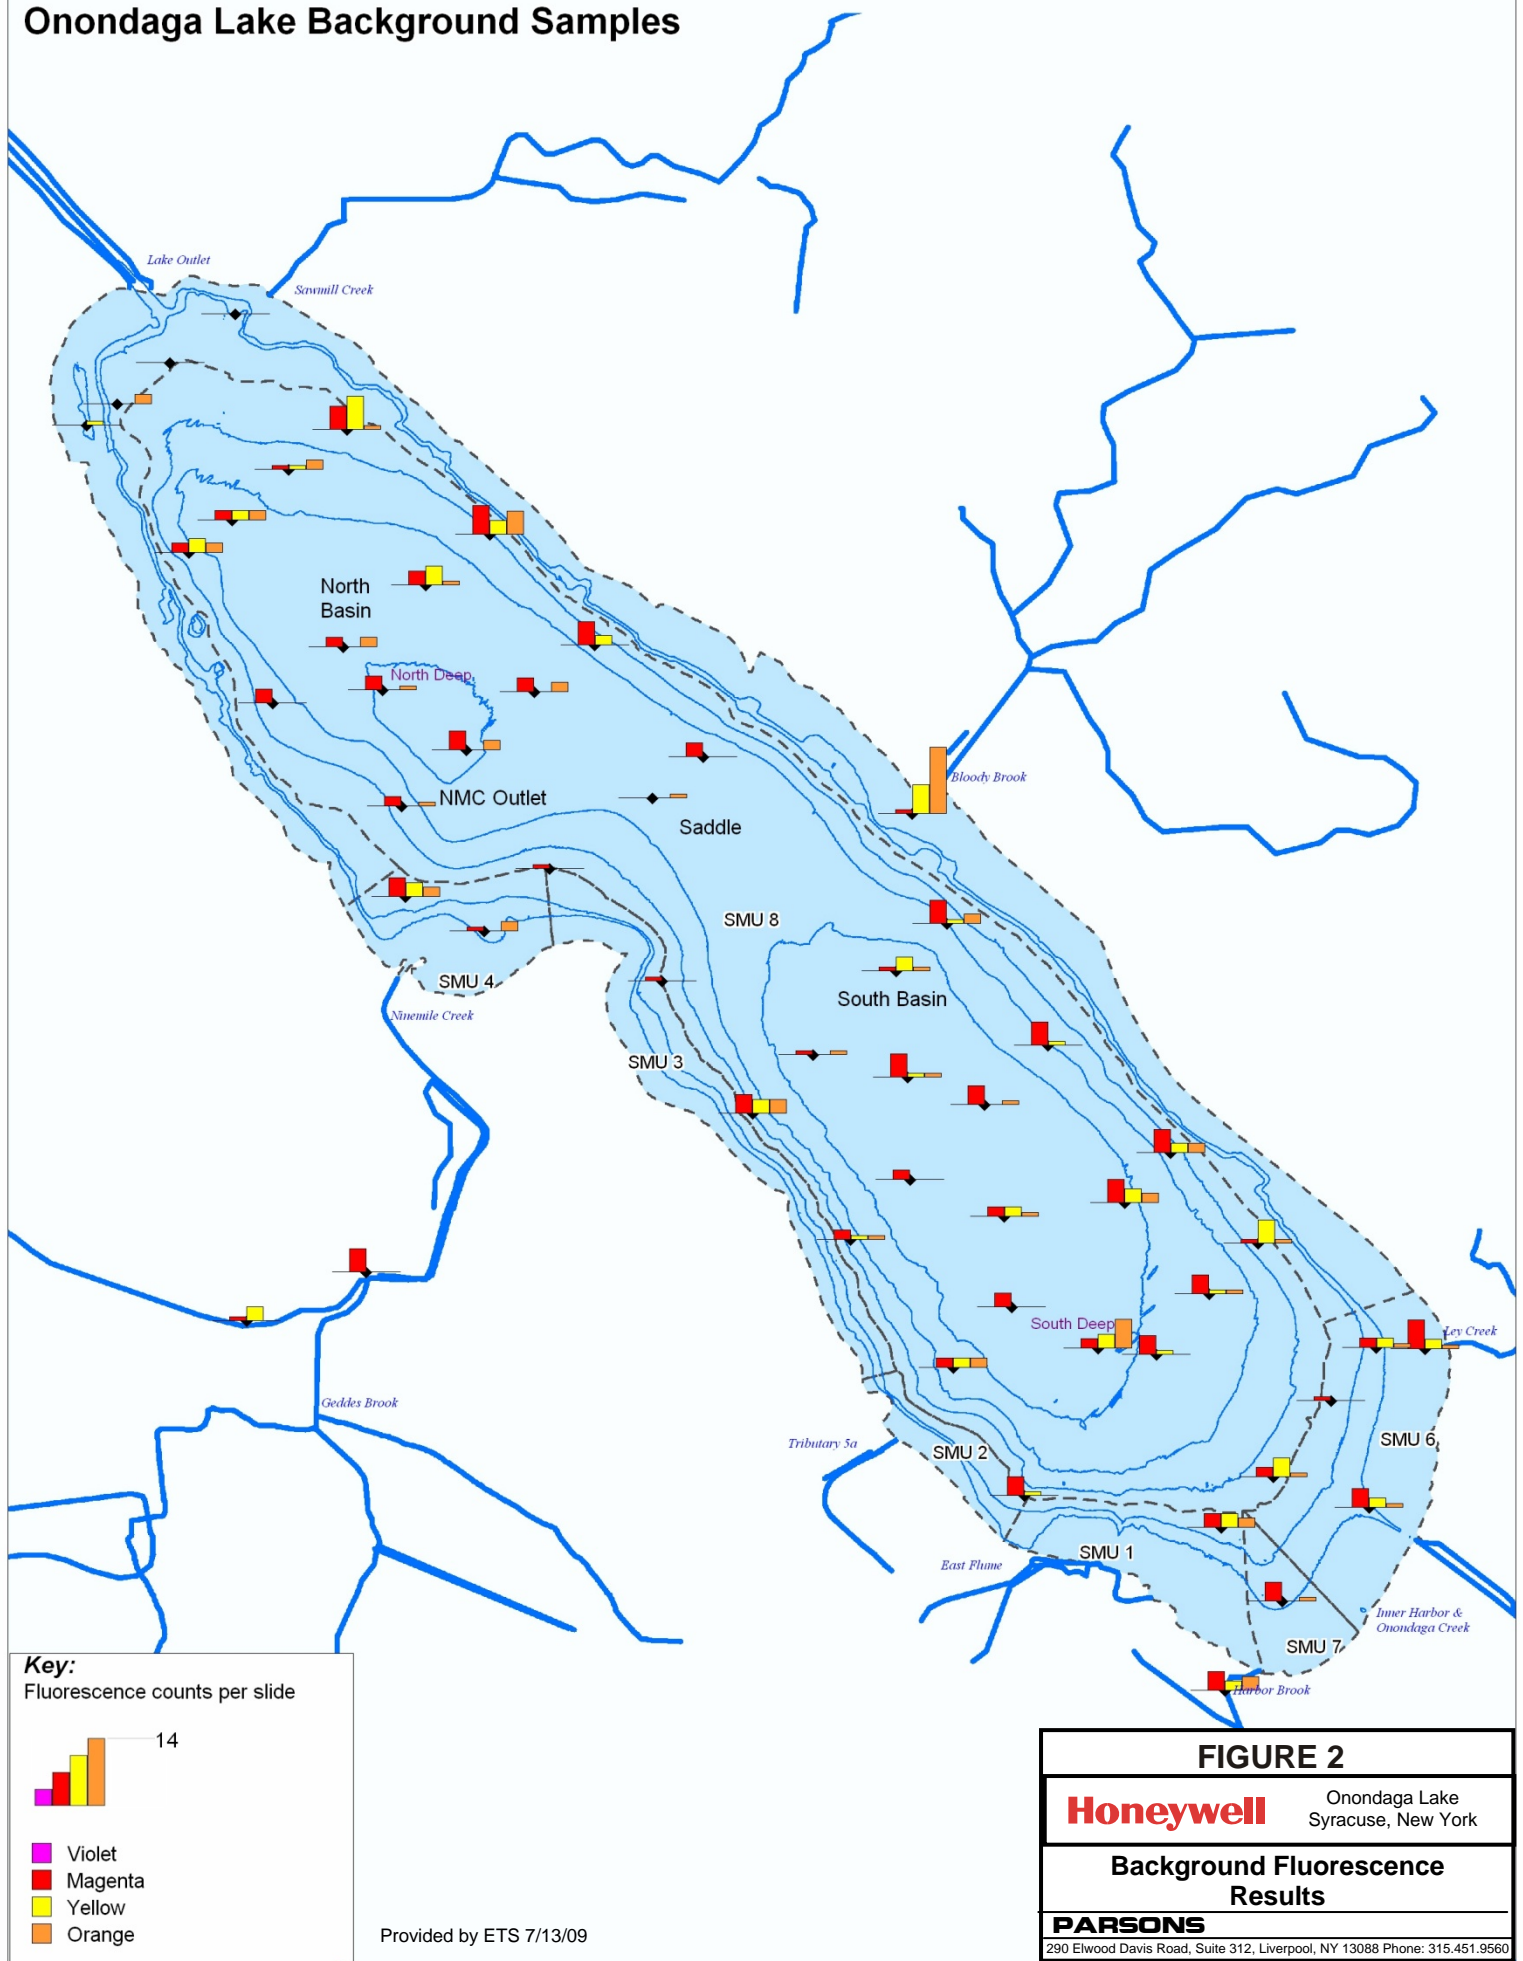 Onondaga Lake Background Samples
Lake Outlet
Sawmill Creek
North
Basin
North Deep
Bloody Brook
NMC Outlet
Saddle
SMU 8
SMU 4
South Basin
Ninemile Creek
SMU 3
South Deep
Ley Creek
Geddes Brook
Tributary 5a
SMU 2
SMU 6
East Flume
SMU 1
Inner Harbor &
Onondaga Creek
SMU 7
Harbor Brook
Key:
Fluorescence counts per slide
14
Violet
Magenta
Yellow
Orange
Provided by ETS 7/13/09
FIGURE 2
Honeywell
Onondaga Lake
Syracuse, New York
Background Fluorescence
Results
PARSONS
290 Elwood Davis Road, Suite 312, Liverpool, NY 13088 Phone: 315.451.9560